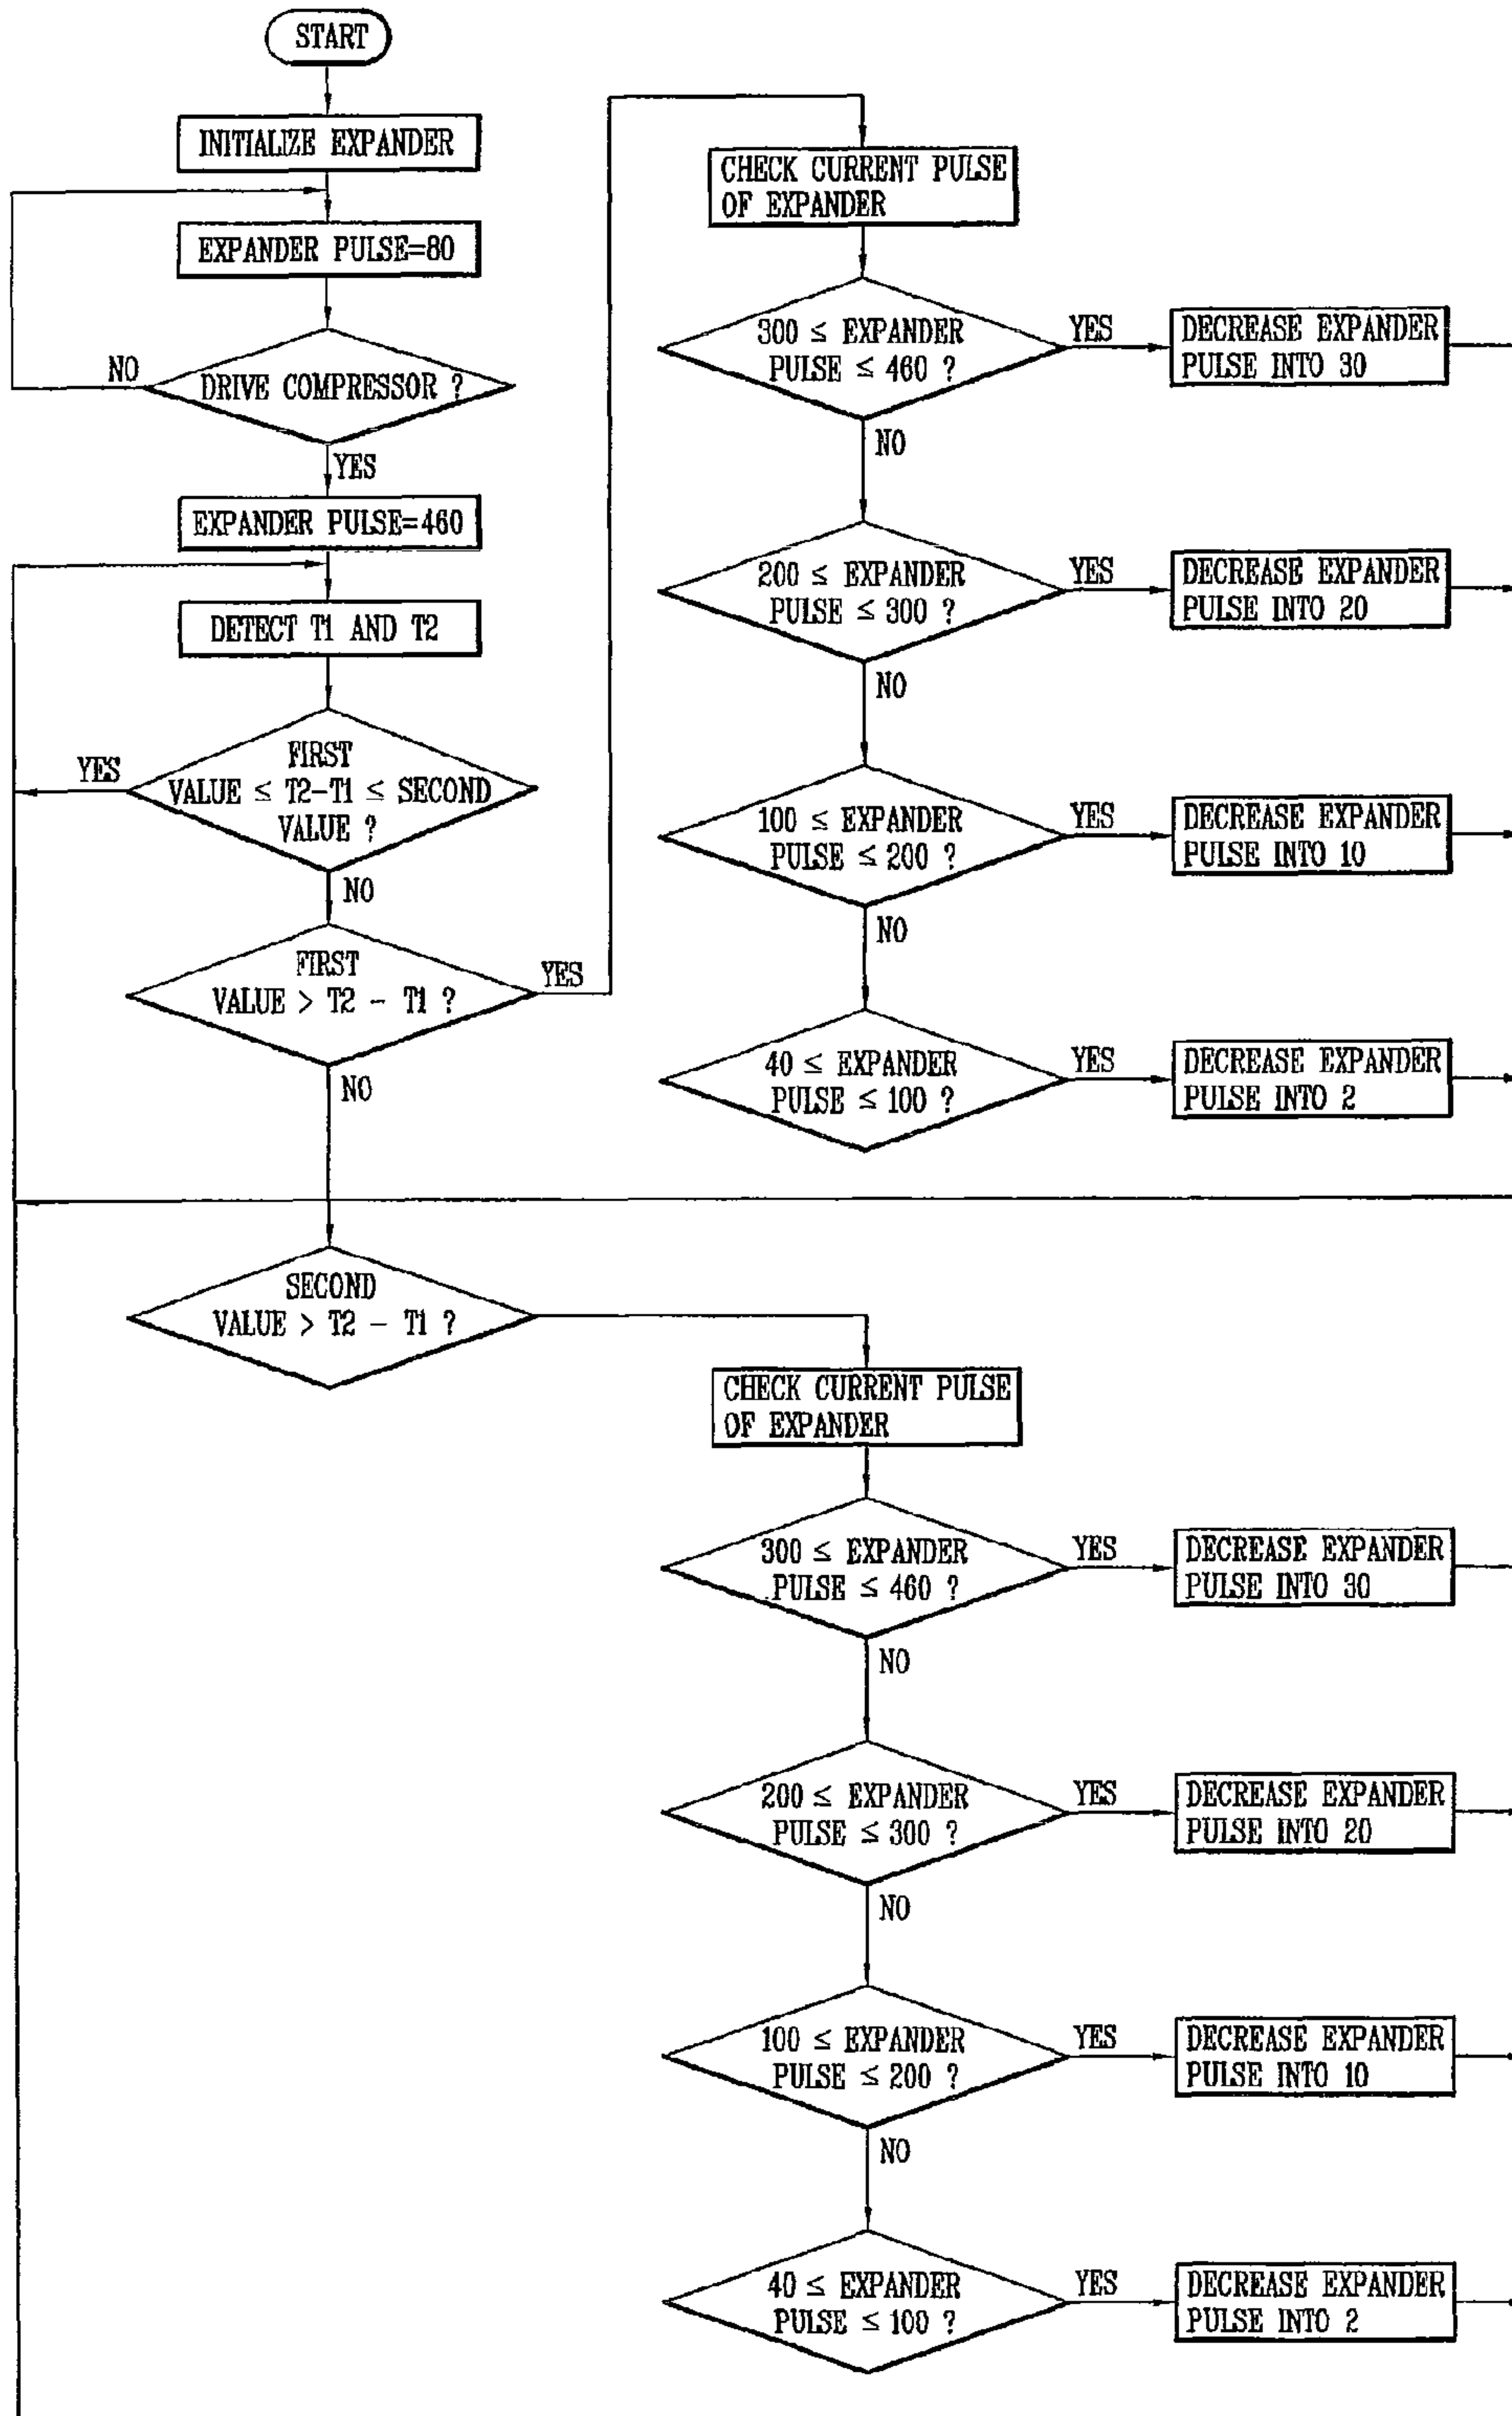 START
INITIALIZE EXPANDER
EXPANDER PULSE=80
DRIVE COMPRESSOR ?
NO
YES
EXPANDER PULSE=460
DETECT T1 AND T2
FIRST
VALUE ≤ T2-T1 ≤ SECOND
VALUE ?
YES
NO
FIRST
VALUE > T2 - T1 ?
YES
NO
CHECK CURRENT PULSE
OF EXPANDER
300 ≤ EXPANDER
PULSE ≤ 460 ?
YES
DECREASE EXPANDER
PULSE INTO 30
NO
200 ≤ EXPANDER
PULSE ≤ 300 ?
YES
DECREASE EXPANDER
PULSE INTO 20
NO
100 ≤ EXPANDER
PULSE ≤ 200 ?
YES
DECREASE EXPANDER
PULSE INTO 10
NO
40 ≤ EXPANDER
PULSE ≤ 100 ?
YES
DECREASE EXPANDER
PULSE INTO 2
SECOND
VALUE > T2 - T1 ?
CHECK CURRENT PULSE
OF EXPANDER
300 ≤ EXPANDER
PULSE ≤ 460 ?
YES
DECREASE EXPANDER
PULSE INTO 30
NO
200 ≤ EXPANDER
PULSE ≤ 300 ?
YES
DECREASE EXPANDER
PULSE INTO 20
NO
100 ≤ EXPANDER
PULSE ≤ 200 ?
YES
DECREASE EXPANDER
PULSE INTO 10
NO
40 ≤ EXPANDER
PULSE ≤ 100 ?
YES
DECREASE EXPANDER
PULSE INTO 2